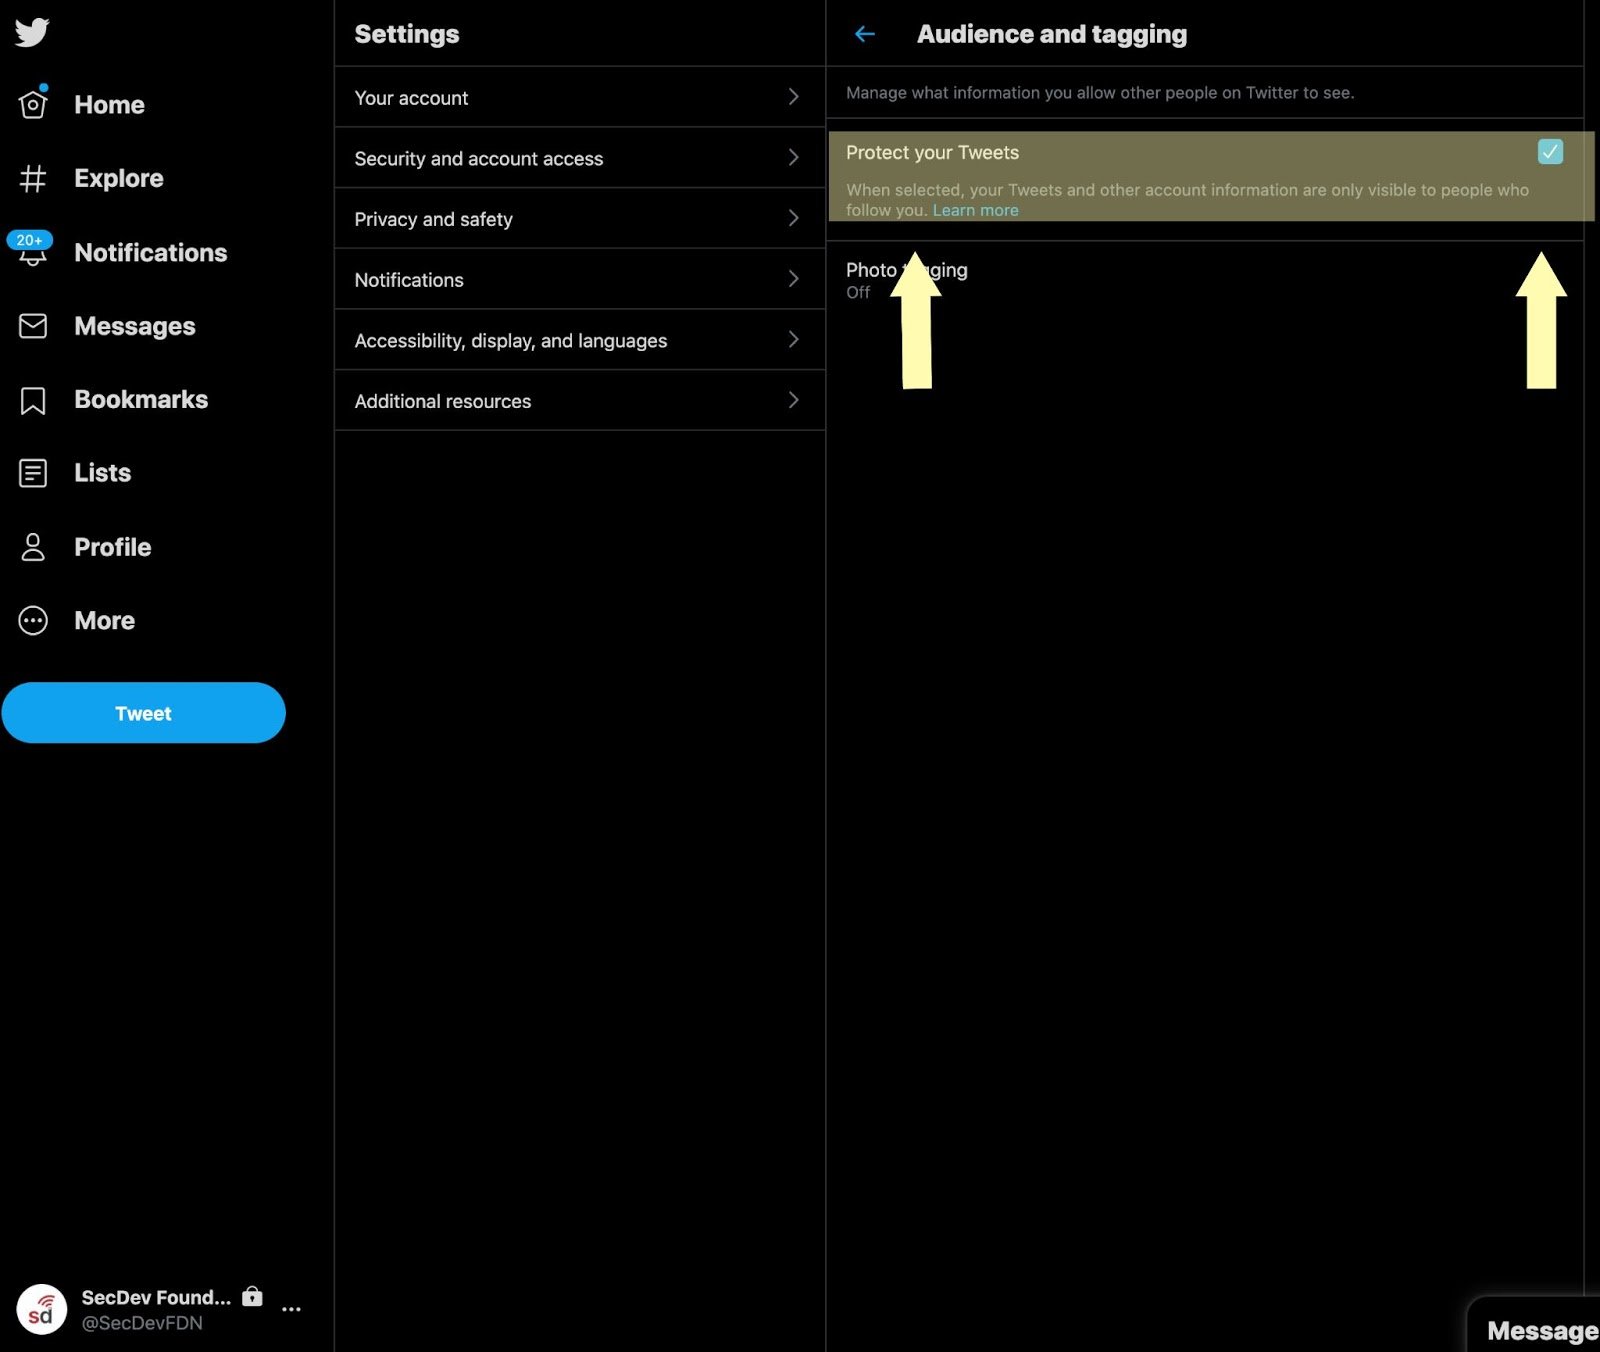 Home
Explore
20+
Notifications
Messages
Bookmarks
Lists
Profile
More
Tweet
sd
SecDev Found...
@SecDevFDN
Settings
Your account
Security and account access
Privacy and safety
Notifications
Accessibility, display, and languages
Additional resources
Audience and tagging
Manage what information you allow other people on Twitter to see.
Protect your Tweets
When selected, your Tweets and other account information are only visible to people who
follow you. Learn more
Photo gging
Off
Message